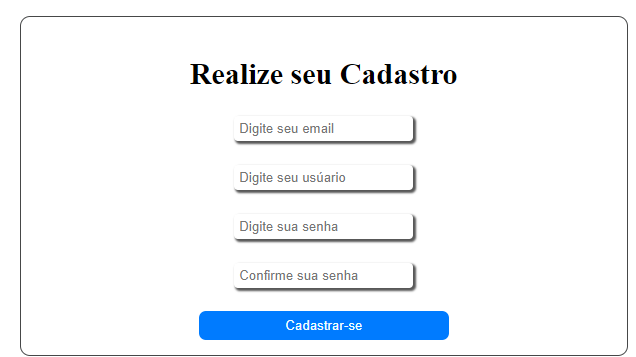 Realize seu Cadastro
Digite seu email
Digite seu usúario
Digite sua senha
Confirme sua senha
Cadastrar-se